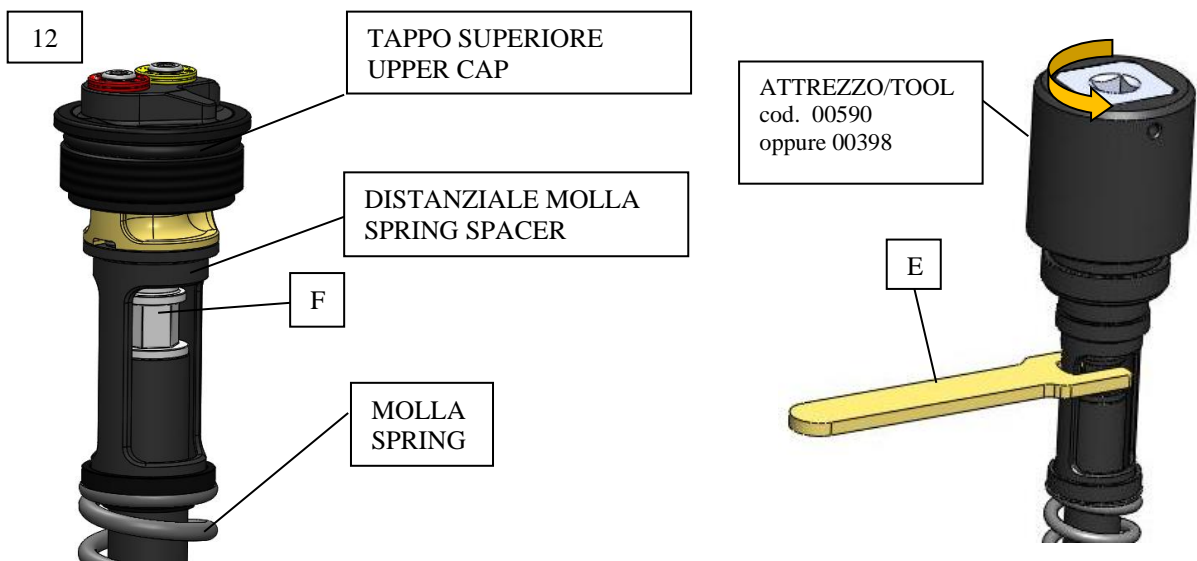 12
TAPPO SUPERIORE
UPPER CAP
DISTANZIALE MOLLA
SPRING SPACER
F
MOLLA
SPRING
ATTREZZO/TOOL
cod. 00590
oppure 00398
E